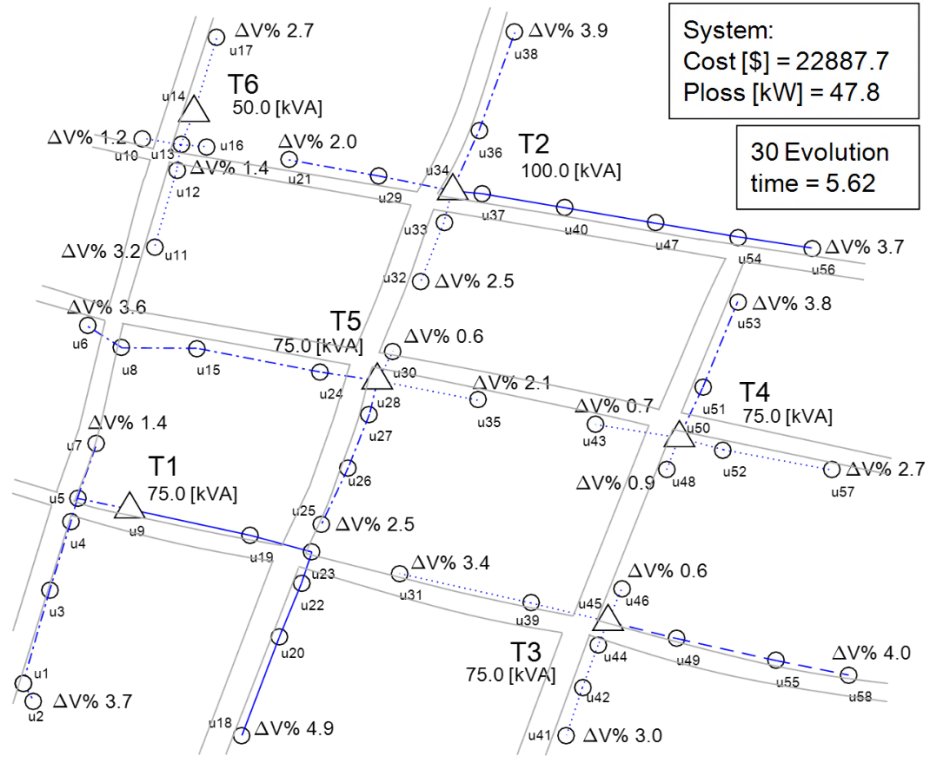 ΔV% 2.7
u17
ΔV% 3.9
u38
System:
Cost [$] = 22887.7
Ploss [kW] = 47.8
T6
u14
50.0 [kVA]
ΔV% 1.2
u10
u13
u16
ΔV% 2.0
u21
u36
T2
100.0 [kVA]
30 Evolution
time = 5.62
u12
ΔV% 1.4
u29
u34
u37
u40
u33
u47
u54
ΔV% 3.7
u56
ΔV% 3.2
u11
u32
ΔV% 2.5
ΔV% 3.6
u6
u8
u15
T5
75.0 [kVA]
ΔV% 0.6
u30
ΔV% 3.8
u53
u24
u28
ΔV% 2.1
u35
ΔV% 0.7
u43
u51
T4
75.0 [kVA]
u50
ΔV% 1.4
u7
u27
u52
ΔV% 2.7
u57
ΔV% 0.9
u48
T1
75.0 [kVA]
u26
u5
u9
u4
u25
ΔV% 2.5
u19
u23
ΔV% 3.4
u31
u22
u3
u39
u45
ΔV% 0.6
u46
u20
T3
75.0 [kVA]
u44
u49
ΔV% 4.0
u55
u58
u1
u2
ΔV% 3.7
u42
u18
ΔV% 4.9
u41
ΔV% 3.0